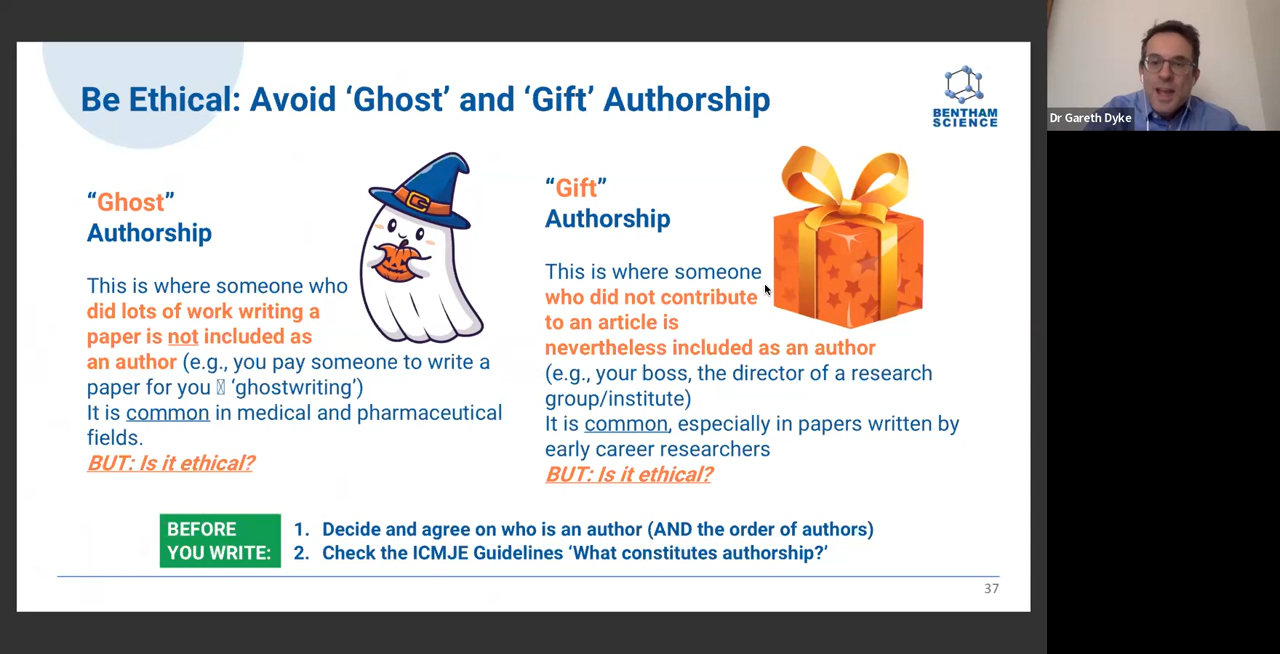 Be Ethical: Avoid ‘Ghost’ and ‘Gift’ Authorship
BENTHAM
SCIENCE
Dr Gareth Dyke
“Ghost”
Authorship
This is where someone who
did lots of work writing a
paper is not included as
an author (e.g., you pay someone to write a
paper for you ‘ghostwriting’)
It is common in medical and pharmaceutical
fields.
BUT: Is it ethical?
“Gift”
Authorship
This is where someone
who did not contribute
to an article is
nevertheless included as an author
(e.g., your boss, the director of a research
group/institute)
It is common, especially in papers written by
early career researchers
BUT: Is it ethical?
BEFORE
YOU WRITE:
1. Decide and agree on who is an author (AND the order of authors)
2. Check the ICMJE Guidelines ‘What constitutes authorship?’
37